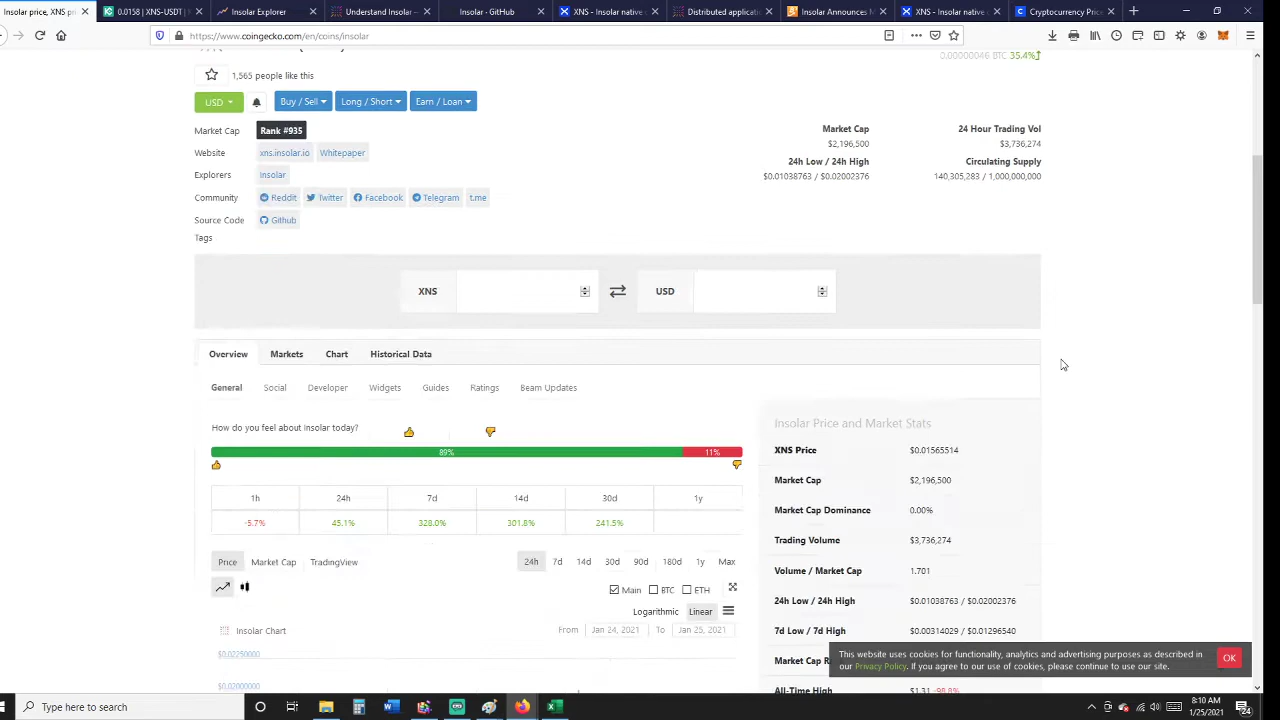 Insolar price, XNS pri
0.0158 | XNS-USDT |
Insolar Explorer
Understand Insolar
Insolar · GitHub
XNS - Insolar native
Distributed applicatio
Insolar Announces M
XNS - Insolar native c
Cryptocurrency Price
https://www.coingecko.com/en/coins/insolar
0.00000046 BTC 35.4%
1,565 people like this
USD
Buy / Sell
Long / Short
Earn / Loan
Market Cap
Rank #935
Market Cap
24 Hour Trading Vol
$2,196,500
$3,736,274
Website
xns.insolar.io
Whitepaper
24h Low / 24h High
Circulating Supply
Explorers
Insolar
$0.01038763 / $0.02002376
140,305,283 / 1,000,000,000
Community
Reddit
Twitter
Facebook
Telegram
t.me
Source Code
Github
Tags
XNS
USD
Overview
Markets
Chart
Historical Data
General
Social
Developer
Widgets
Guides
Ratings
Beam Updates
How do you feel about Insolar today?
89%
11%
1h
24h
7d
14d
30d
1y
-5.7%
45.1%
328.0%
301.8%
241.5%
Price
Market Cap
TradingView
24h
7d
14d
30d
90d
180d
1y
Max
Main
BTC
ETH
Logarithmic
Linear
Insolar Chart
From
Jan 24, 2021
To
Jan 25, 2021
$0.02250000
$0.02000000
Insolar Price and Market Stats
XNS Price
$0.01565514
Market Cap
$2,196,500
Market Cap Dominance
0.00%
Trading Volume
$3,736,274
Volume / Market Cap
1.701
24h Low / 24h High
$0.01038763 / $0.02002376
7d Low / 7d High
$0.00314029 / $0.01296540
Market Cap R
All-Time High
$1.31 -98.8%
This website uses cookies for functionality, analytics and advertising purposes as described in
our Privacy Policy. If you agree to our use of cookies, please continue to use our site.
OK
Type here to search
8:10 AM
1/25/2021
24